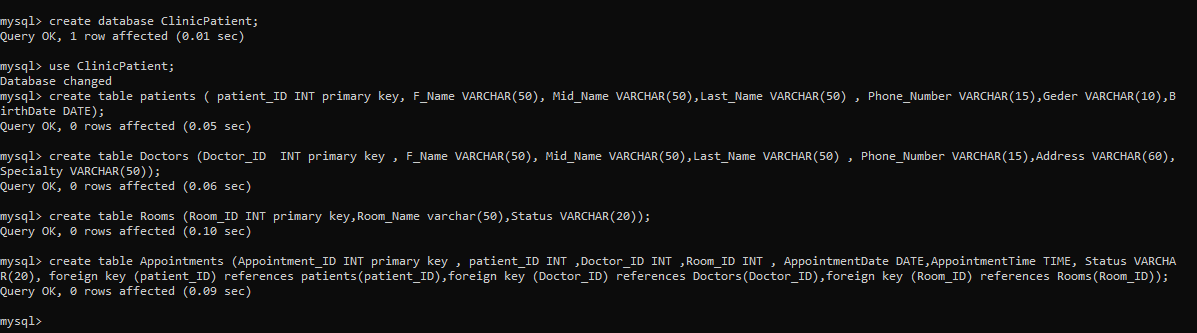 mysql> create database ClinicPatient;
Query OK, 1 row affected (0.01 sec)
mysql> use ClinicPatient;
Database changed
mysql> create table patients ( patient_ID INT primary key, F_Name VARCHAR(50), Mid_Name VARCHAR(50),Last_Name VARCHAR(50) , Phone_Number VARCHAR(15),Geder VARCHAR(10),B
irthDate DATE);
Query OK, 0 rows affected (0.05 sec)
mysql> create table Doctors (Doctor_ID  INT primary key , F_Name VARCHAR(50), Mid_Name VARCHAR(50),Last_Name VARCHAR(50) , Phone_Number VARCHAR(15),Address VARCHAR(60),
Specialty VARCHAR(50));
Query OK, 0 rows affected (0.06 sec)
mysql> create table Rooms (Room_ID INT primary key,Room_Name varchar(50),Status VARCHAR(20));
Query OK, 0 rows affected (0.10 sec)
mysql> create table Appointments (Appointment_ID INT primary key , patient_ID INT ,Doctor_ID INT ,Room_ID INT , AppointmentDate DATE,AppointmentTime TIME, Status VARCHA
R(20), foreign key (patient_ID) references patients(patient_ID),foreign key (Doctor_ID) references Doctors(Doctor_ID),foreign key (Room_ID) references Rooms(Room_ID));
Query OK, 0 rows affected (0.09 sec)
mysql>